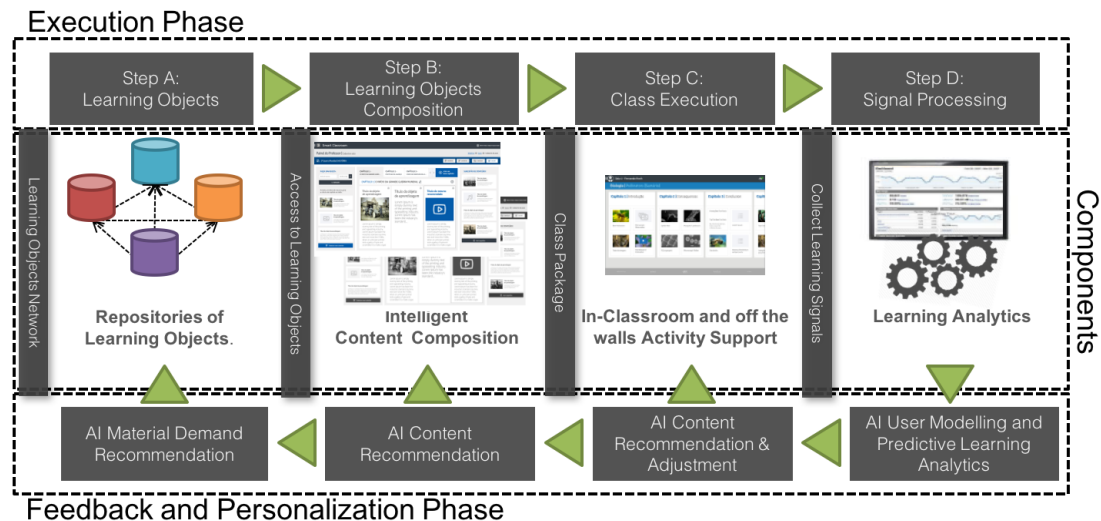 Execution Phase
Step A:
Learning Objects
Step B:
Learning Objects
Composition
Step C:
Class Execution
Step D:
Signal Processing
Learning Objects Network
Repositories of
Learning Objects.
Access to Learning Objects
Intelligent
Content Composition
Class Package
In-Classroom and off the
walls Activity Support
Collect Learning Signals
Learning Analytics
Components
AI Material Demand
Recommendation
AI Content
Recommendation
AI Content
Recommendation &
Adjustment
AI User Modelling and
Predictive Learning
Analytics
Feedback and Personalization Phase